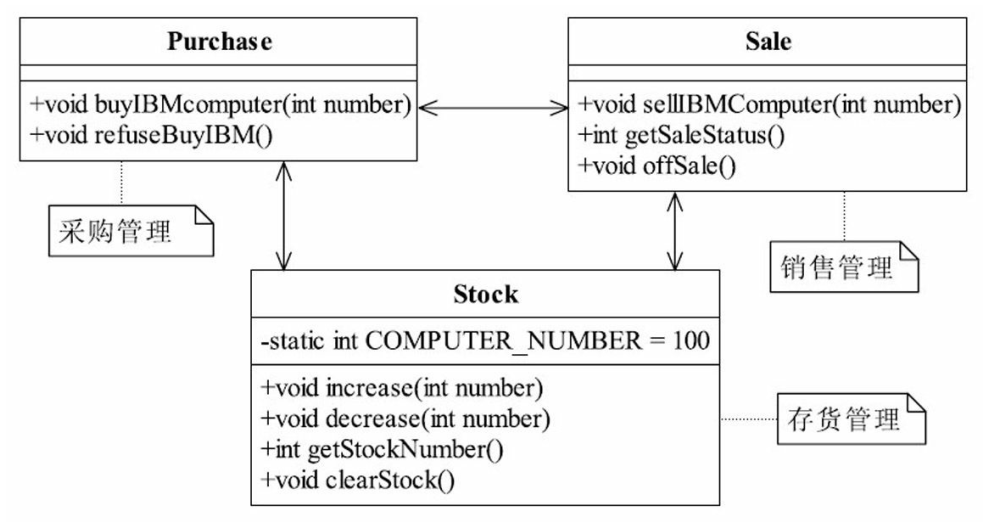 Purchase
+void buyIBMcomputer(int number)
+void refuseBuyIBM()
采购管理
Sale
+void sellIBMComputer(int number)
+int getSaleStatus()
+void offSale()
销售管理
Stock
-static int COMPUTER_NUMBER = 100
+void increase(int number)
+void decrease(int number)
+int getStockNumber()
+void clearStock()
存货管理